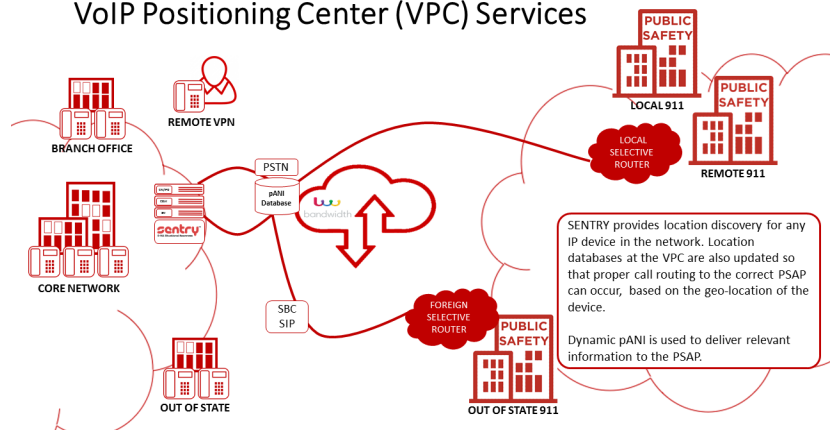 VoIP Positioning Center (VPC) Services
PUBLIC
SAFETY
LOCAL 911
PUBLIC
SAFETY
REMOTE 911
REMOTE VPN
BRANCH OFFICE
LOCAL
SELECTIVE
ROUTER
PSTN
pANI
Database
bandwidth
sentry
CORE NETWORK
SENTRY provides location discovery for any
IP device in the network. Location
databases at the VPC are also updated so
that proper call routing to the correct PSAP
can occur, based on the geo-location of the
device.
Dynamic pANI is used to deliver relevant
information to the PSAP.
SBC
SIP
FOREIGN
SELECTIVE
ROUTER
PUBLIC
SAFETY
OUT OF STATE 911
OUT OF STATE